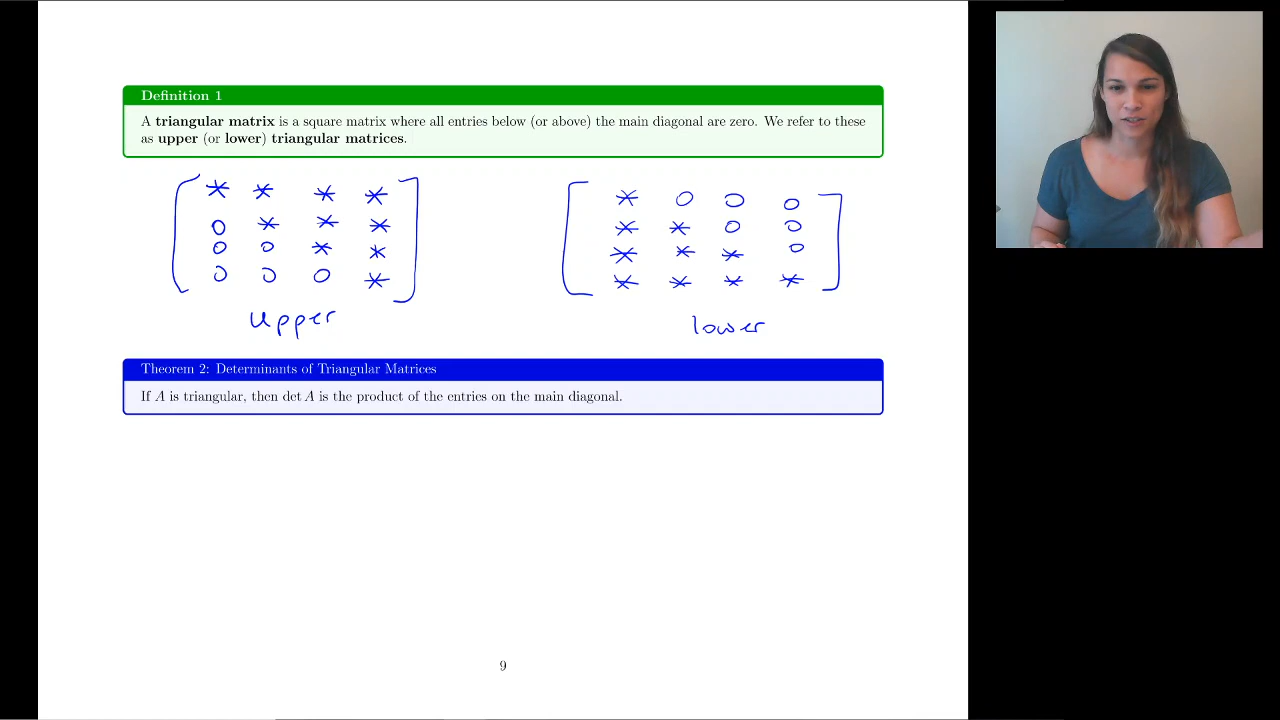 Definition 1
A triangular matrix is a square matrix where all entries below (or above) the main diagonal are zero. We refer to these
as upper (or lower) triangular matrices.
* * * *
0 * * *
0 0 * *
0 0 0 *
upper
* 0 0 0
* * 0 0
* * * 0
* * * *
lower
Theorem 2: Determinants of Triangular Matrices
If A is triangular, then det A is the product of the entries on the main diagonal.
9